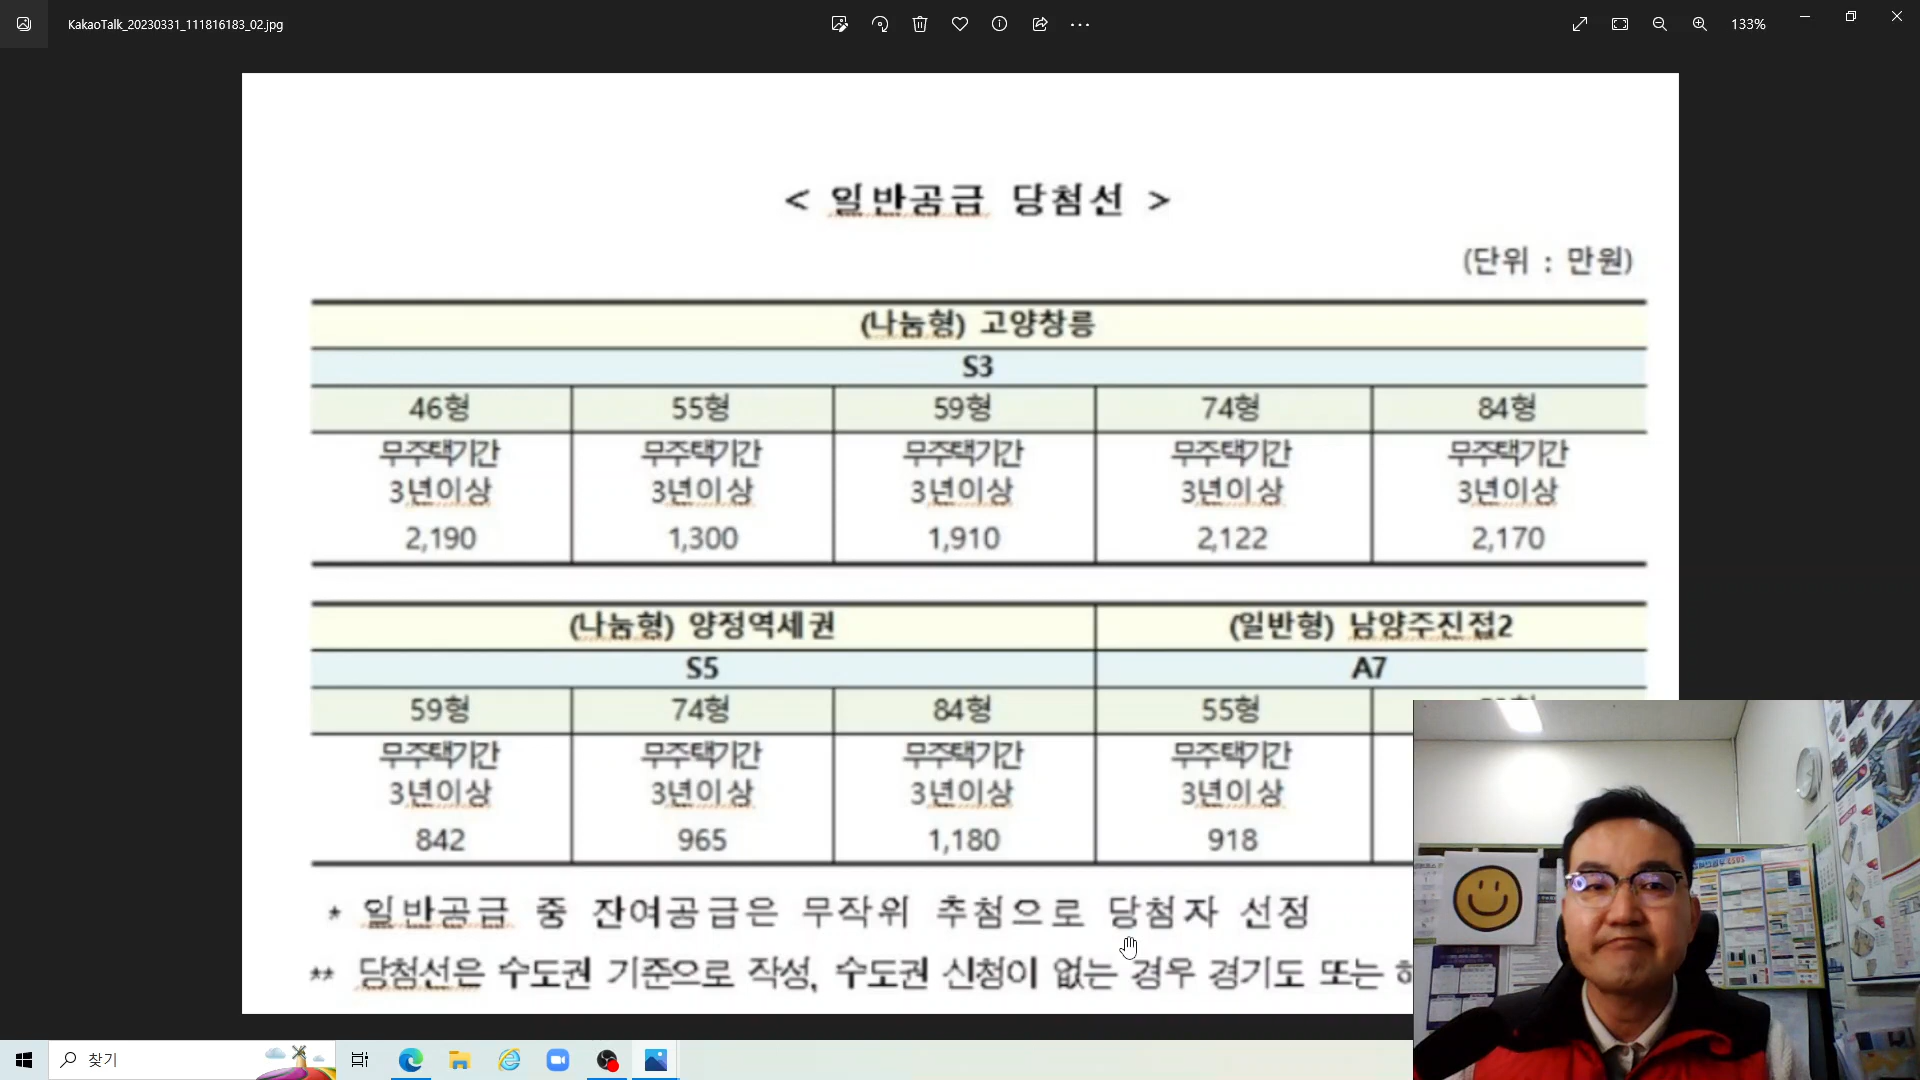 KakaoTalk_20230331_111816183_02.jpg
133%
< 일반공급 당첨선 >
(단위 : 만원)
(나눔형) 고양창릉
S3
46형 55형 59형 74형 84형
무주택기간 무주택기간 무주택기간 무주택기간 무주택기간
3년이상 3년이상 3년이상 3년이상 3년이상
2,190 1,300 1,910 2,122 2,170
(나눔형) 양정역세권 (일반형) 남양주진접2
S5 A7
59형 74형 84형 55형
무주택기간 무주택기간 무주택기간 무주택기간
3년이상 3년이상 3년이상 3년이상
842 965 1,180 918
* 일반공급 중 잔여공급은 무작위 추첨으로 당첨자 선정
** 당첨선은 수도권 기준으로 작성, 수도권 신청이 없는 경우 경기도 또는
찾기